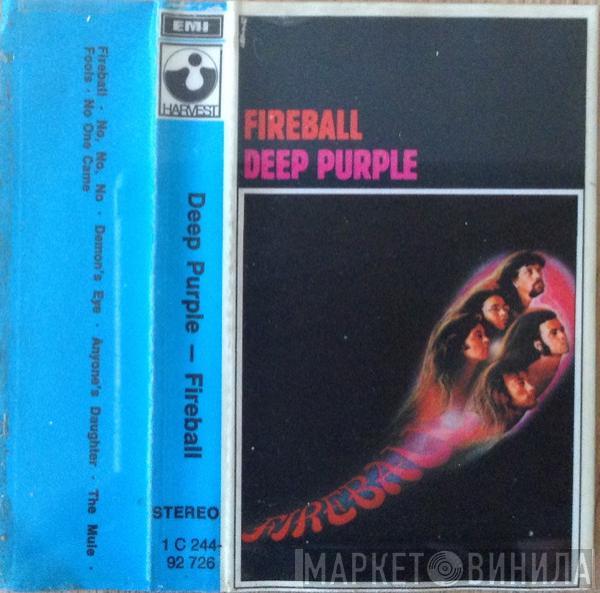 Fireball · No, No, No · Demon's Eye · Anyone's Daughter · The Mule ·
Fools · No One Came
EMI
HARVEST
Deep Purple – Fireball
STEREO
1 C 244-
92 726
FIREBALL
DEEP PURPLE
FIREBALL
МАРКЕТ ВИНИЛА